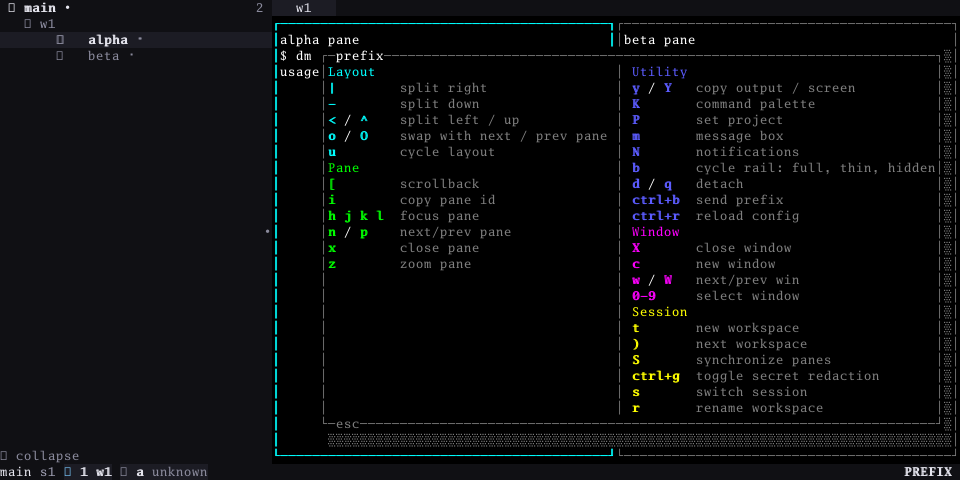 main • 2 w1
w1
alpha •
beta •
alpha pane
beta pane
$ dm
usage
prefix
Layout
| split right
- split down
< / ^ split left / up
o / O swap with next / prev pane
u cycle layout
Pane
[ scrollback
i copy pane id
h j k l focus pane
n / p next/prev pane
x close pane
z zoom pane
Utility
y / Y copy output / screen
K command palette
P set project
m message box
N notifications
b cycle rail: full, thin, hidden
d / q detach
ctrl+b send prefix
ctrl+r reload config
Window
X close window
c new window
w / W next/prev win
0-9 select window
Session
t new workspace
) next workspace
S synchronize panes
ctrl+g toggle secret redaction
s switch session
r rename workspace
esc
collapse
main s1 1 w1 a unknown PREFIX